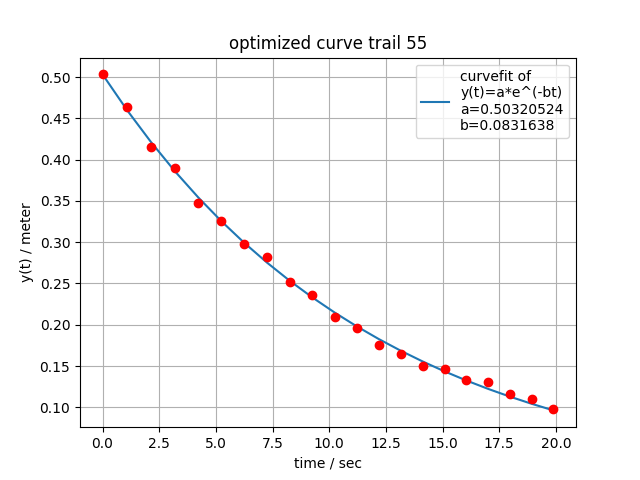 optimized curve trail 55
curvefit of
y(t)=a*e^(-bt)
a=0.50320524
b=0.0831638
y(t) / meter
0.50
0.45
0.40
0.35
0.30
0.25
0.20
0.15
0.10
0.0 2.5 5.0 7.5 10.0 12.5 15.0 17.5 20.0
time / sec